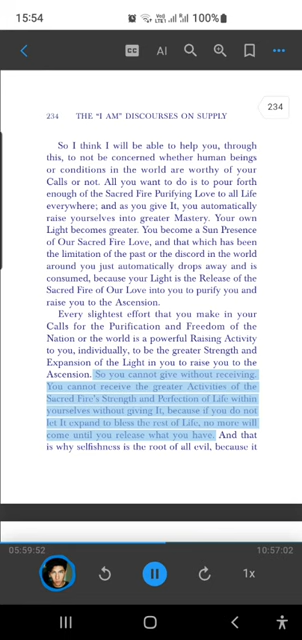 15:54
VoLTE1 100%
CC AI
234
234 THE "I AM" DISCOURSES ON SUPPLY
So I think I will be able to help you, through
this, to not be concerned whether human beings
or conditions in the world are worthy of your
Calls or not. All you want to do is to pour forth
enough of the Sacred Fire Purifying Love to all Life
everywhere; and as you give It, you automatically
raise yourselves into greater Mastery. Your own
Light becomes greater. You become a Sun Presence
of Our Sacred Fire Love, and that which has been
the limitation of the past or the discord in the world
around you just automatically drops away and is
consumed, because your Light is the Release of the
Sacred Fire of Our Love into you to purify you and
raise you to the Ascension.
Every slightest effort that you make in your
Calls for the Purification and Freedom of the
Nation or the world is a powerful Raising Activity
to you, individually, to be the greater Strength and
Expansion of the Light in you to raise you to the
Ascension. So you cannot give without receiving.
You cannot receive the greater Activities of the
Sacred Fire's Strength and Perfection of Life within
yourselves without giving It, because if you do not
let It expand to bless the rest of Life, no more will
come until you release what you have. And that
is why selfishness is the root of all evil, because it
05:59:52 10:57:02
1x